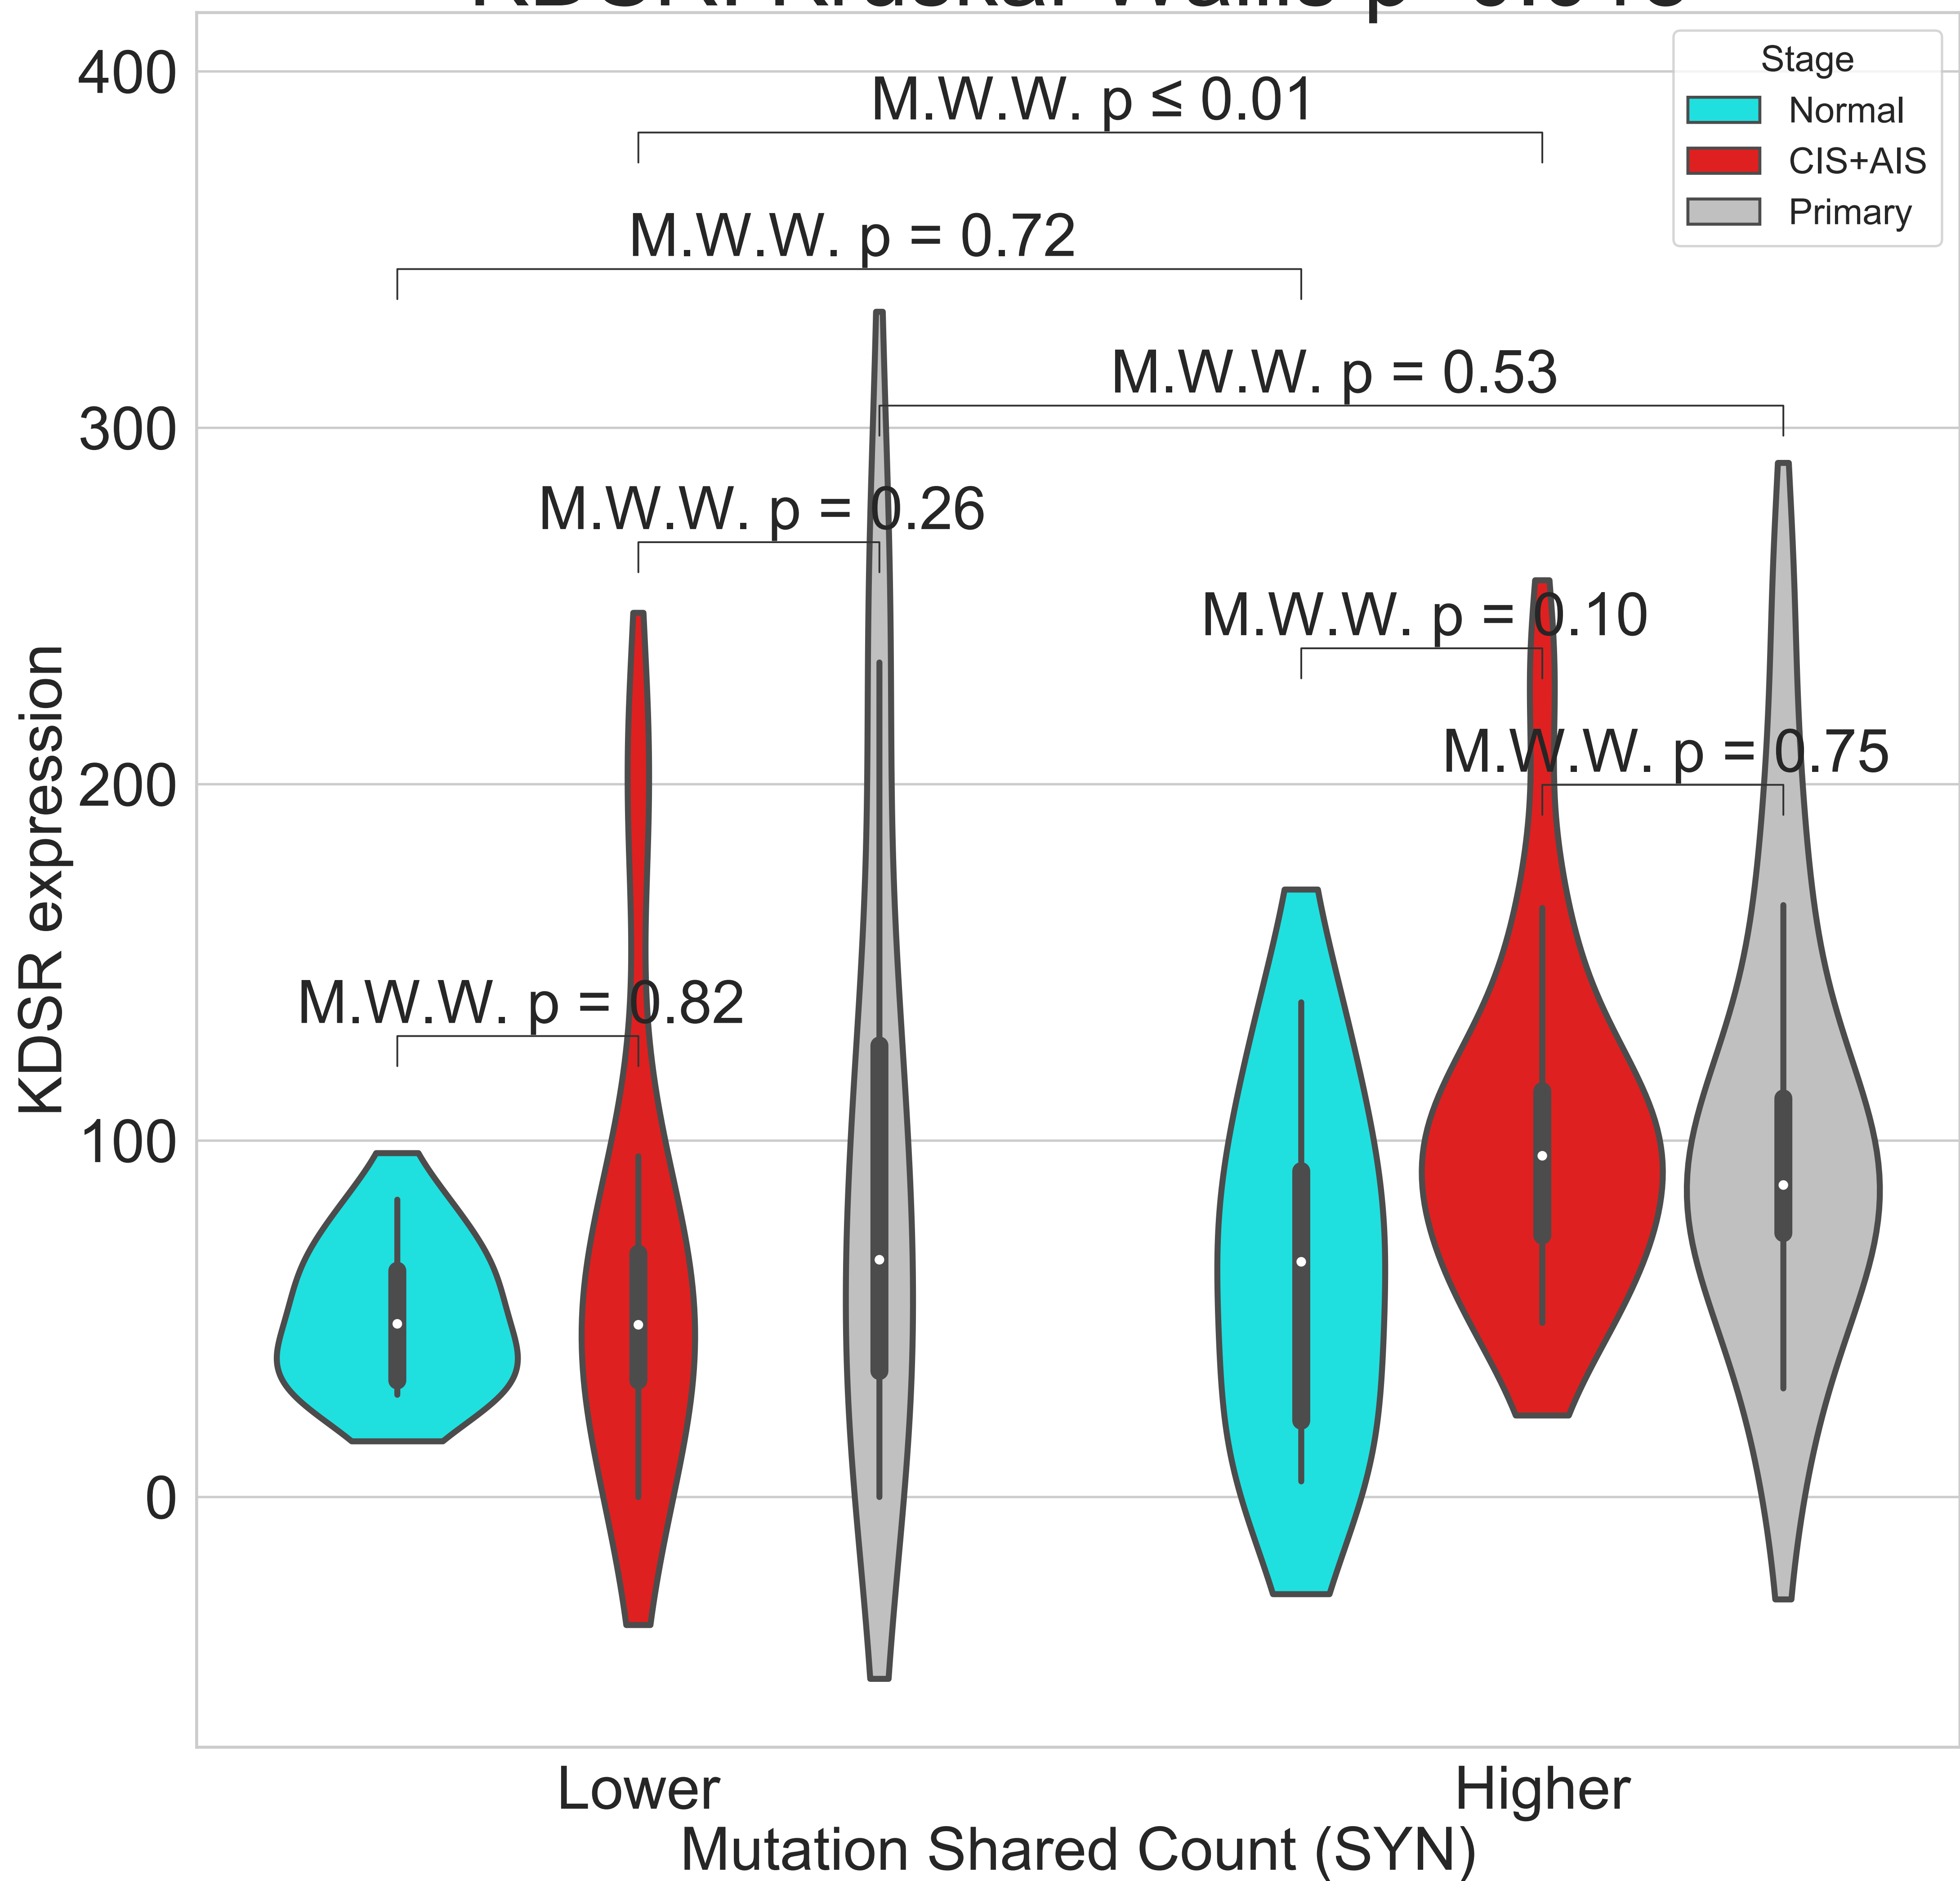 400
Stage
Normal
CIS+AIS
Primary
M.W.W. p ≤ 0.01
M.W.W. p = 0.72
M.W.W. p = 0.53
300
M.W.W. p = 0.26
M.W.W. p = 0.10
M.W.W. p = 0.75
200
KDSR expression
M.W.W. p = 0.82
100
0
Lower
Higher
Mutation Shared Count (SYN)